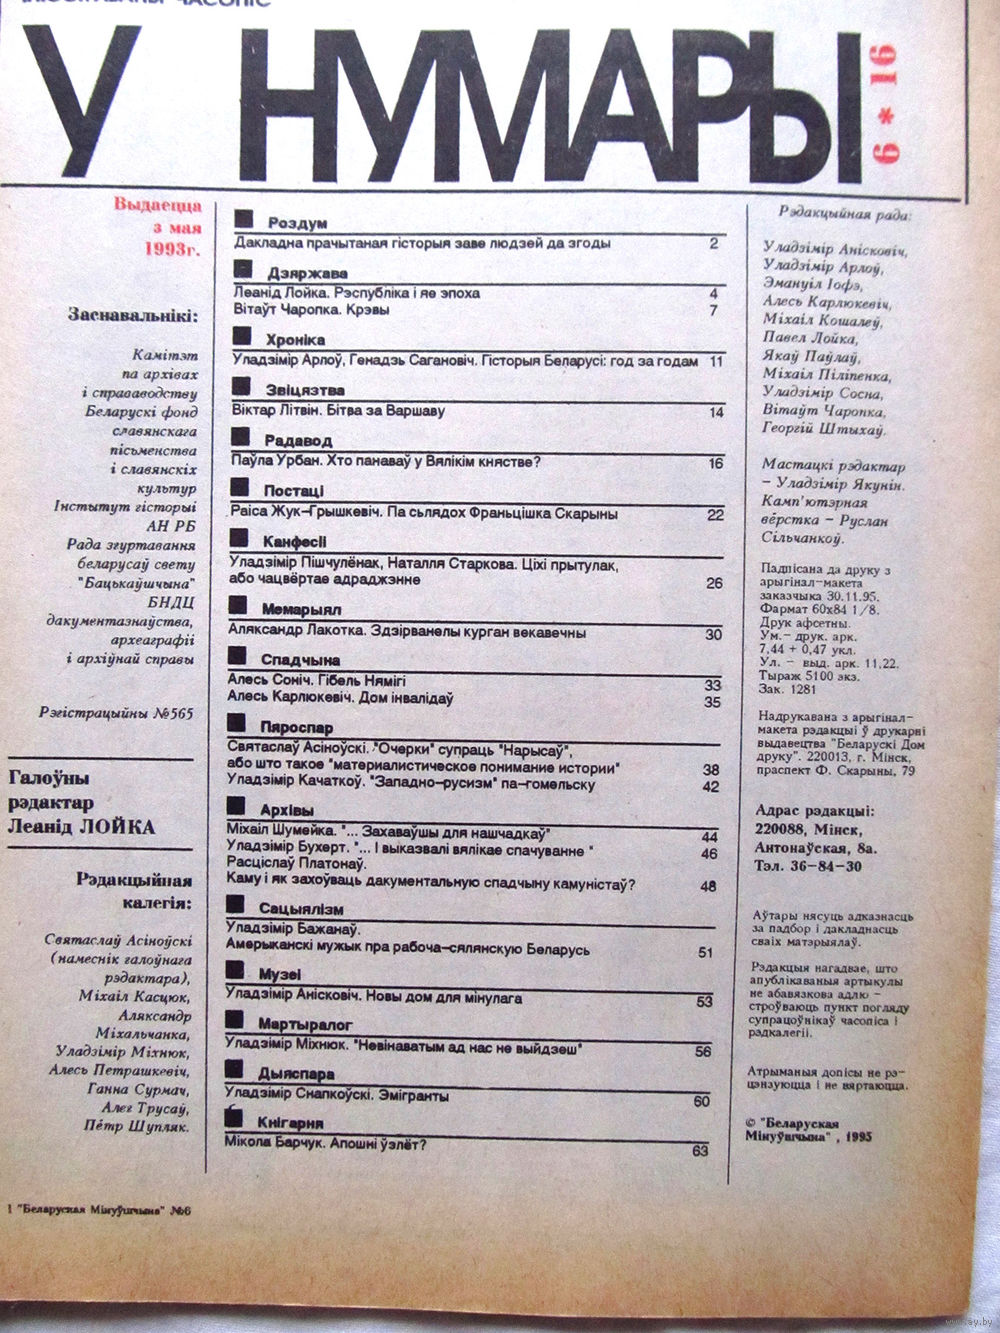 У НУМАРЫ
6 * 16
Выдаецца
з мая
1993г.
Заснавальнікі:
Камітэт
па архівах
і справаводству
Беларускі фонд
славянскага
пісьменства
і славянскіх
культур
Інстытут гісторыі
АН РБ
Рада згуртавання
беларусаў свету
"Бацькаўшчына"
БНДЦ
дакументазнаўства,
археаграфіі
і архіўнай справы
Рэгістрацыйны №565
Галоўны
рэдактар
Леанід ЛОЙКА
Рэдакцыйная
калегія:
Святаслаў Асіноўскі
(намеснік галоўнага
рэдактара),
Міхаіл Касцюк,
Аляксандр
Міхальчанка,
Уладзімір Міхнюк,
Алесь Петрашкевіч,
Ганна Сурмач,
Алег Трусаў,
Пётр Шупляк.
1 "Беларуская Мінуўшчына" №6
Роздум
Дакладна прачытаная гісторыя заве людзей да згоды 2
Дзяржава
Леанід Лойка. Рэспубліка і яе эпоха 4
Вітаўт Чаропка. Крэвы 7
Хроніка
Уладзімір Арлоў, Генадзь Сагановіч. Гісторыя Беларусі: год за годам 11
Звіцязтва
Віктар Літвін. Бітва за Варшаву 14
Радавод
Паўла Урбан. Хто панаваў у Вялікім княстве? 16
Постаці
Раіса Жук-Грышкевіч. Па сьлядох Франьцішка Скарыны 22
Канфесіі
Уладзімір Пішчулёнак, Наталля Старкова. Ціхі прытулак,
або чацвёртае адраджэнне 26
Мемарыял
Аляксандр Лакотка. Здзірванелы курган векавечны 30
Спадчына
Алесь Соніч. Гібель Нямігі 33
Алесь Карлюкевіч. Дом інвалідаў 35
Пяроспар
Святаслаў Асіноўскі. "Очерки" супраць "Нарысаў",
або што такое "материалистическое понимание истории" 38
Уладзімір Качаткоў. "Западно-русизм" па-гомельску 42
Архівы
Міхаіл Шумейка. "... Захаваўшы для нашчадкаў" 44
Уладзімір Бухерт. "... І выказвалі вялікае спачуванне " 46
Расціслаў Платонаў.
Каму і як захоўваць дакументальную спадчыну камуністаў? 48
Сацыялізм
Уладзімір Бажанаў.
Амерыканскі мужык пра рабоча-сялянскую Беларусь 51
Музеі
Уладзімір Анісковіч. Новы дом для мінулага 53
Мартыралог
Уладзімір Міхнюк. "Невінаватым ад нас не выйдзеш" 56
Дыяспара
Уладзімір Снапкоўскі. Эмігранты 60
Кнігарня
Мікола Барчук. Апошні ўзлёт? 63
Рэдакцыйная рада:
Уладзімір Анісковіч,
Уладзімір Арлоў,
Эмануіл Іофэ,
Алесь Карлюкевіч,
Міхаіл Кошалеў,
Павел Лойка,
Якаў Паўлаў,
Міхаіл Піліпенка,
Уладзімір Сосна,
Вітаўт Чаропка,
Георгій Штыхаў.
Мастацкі рэдактар
- Уладзімір Якунін.
Камп'ютэрная
вёрстка - Руслан
Сільчанкоў.
Падпісана да друку з
арыгінал-макета
заказчыка 30.11.95.
Фармат 60х84 1/8.
Друк афсетны.
Ум.- друк. арк.
7,44 + 0,47 укл.
Ул. - выд. арк. 11,22.
Тыраж 5100 экз.
Зак. 1281
Надрукавана з арыгінал-
макета рэдакцыі ў друкарні
выдавецтва "Беларускі Дом
друку". 220013, г. Мінск,
праспект Ф. Скарыны, 79
Адрас рэдакцыі:
220088, Мінск,
Антонаўская, 8а.
Тэл. 36-84-30
Аўтары нясуць адказнасць
за падбор і дакладнасць
сваіх матэрыялаў.
Рэдакцыя нагадвае, што
апублікаваныя артыкулы
не абавязкова адлю -
строўваюць пункт погляду
супрацоўнікаў часопіса і
рэдкалегіі.
Атрыманыя допісы не рэ-
цэнзуюцца і не вяртаюцца.
© "Беларуская
Мінуўшчына" , 1995
www.ay.by